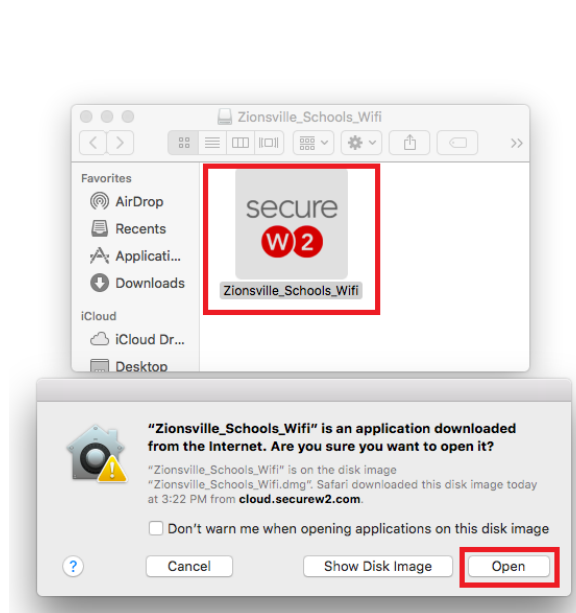 Zionsville_Schools_Wifi
Favorites
AirDrop
Recents
Applicati...
Downloads
iCloud
iCloud Dr...
Desktop
secure
W2
Zionsville_Schools_Wifi
“Zionsville_Schools_Wifi” is an application downloaded
from the Internet. Are you sure you want to open it?
“Zionsville_Schools_Wifi” is on the disk image
“Zionsville_Schools_Wifi.dmg”. Safari downloaded this disk image today
at 3:22 PM from cloud.securew2.com.
Don’t warn me when opening applications on this disk image
? Cancel Show Disk Image Open